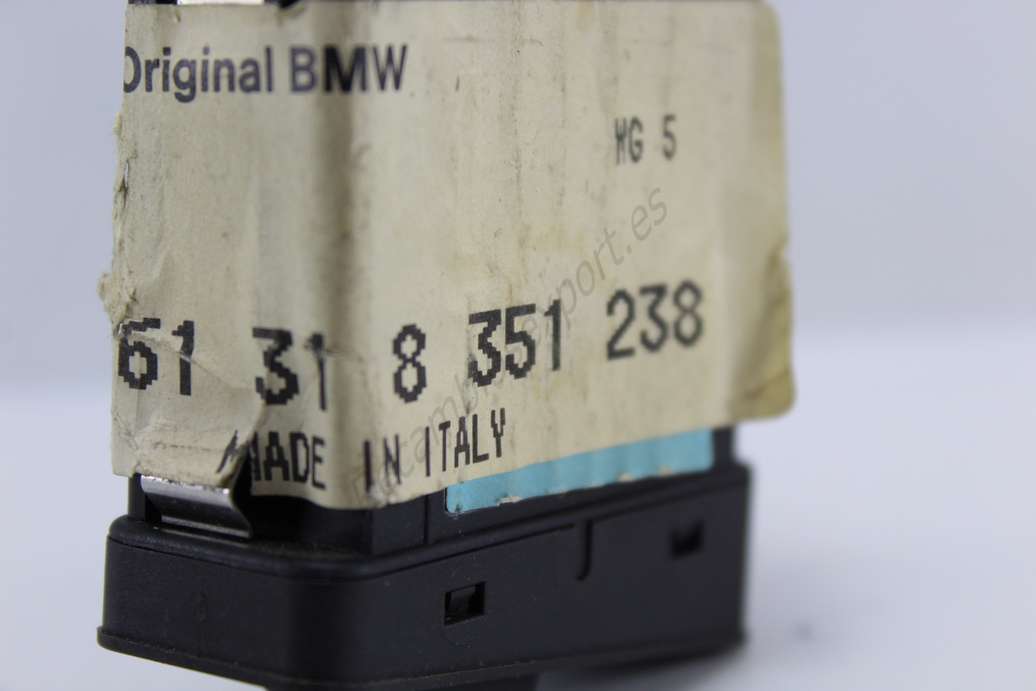 Original BMW
MG 5
61 31 8 351 238
MADE IN ITALY